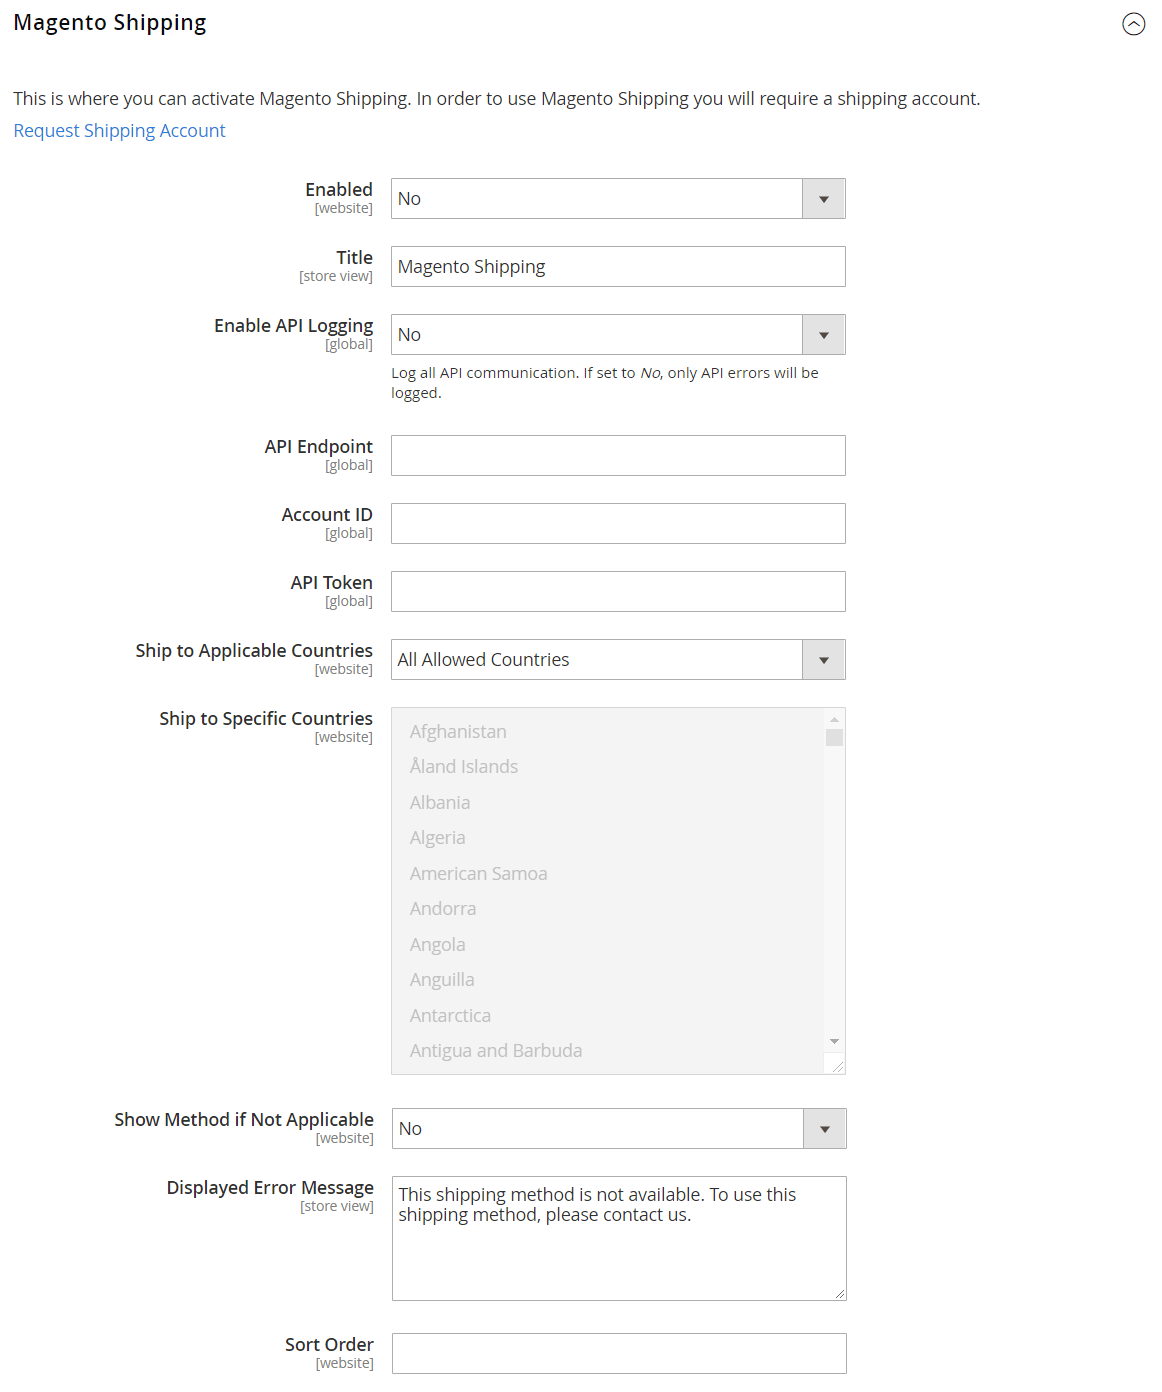 Magento Shipping
This is where you can activate Magento Shipping. In order to use Magento Shipping you will require a shipping account.
Request Shipping Account
Enabled
[website]
No
Title
[store view]
Magento Shipping
Enable API Logging
[global]
No
Log all API communication. If set to No, only API errors will be
logged.
API Endpoint
[global]
Account ID
[global]
API Token
[global]
Ship to Applicable Countries
[website]
All Allowed Countries
Ship to Specific Countries
[website]
Afghanistan
Åland Islands
Albania
Algeria
American Samoa
Andorra
Angola
Anguilla
Antarctica
Antigua and Barbuda
Show Method if Not Applicable
[website]
No
Displayed Error Message
[store view]
This shipping method is not available. To use this
shipping method, please contact us.
Sort Order
[website]